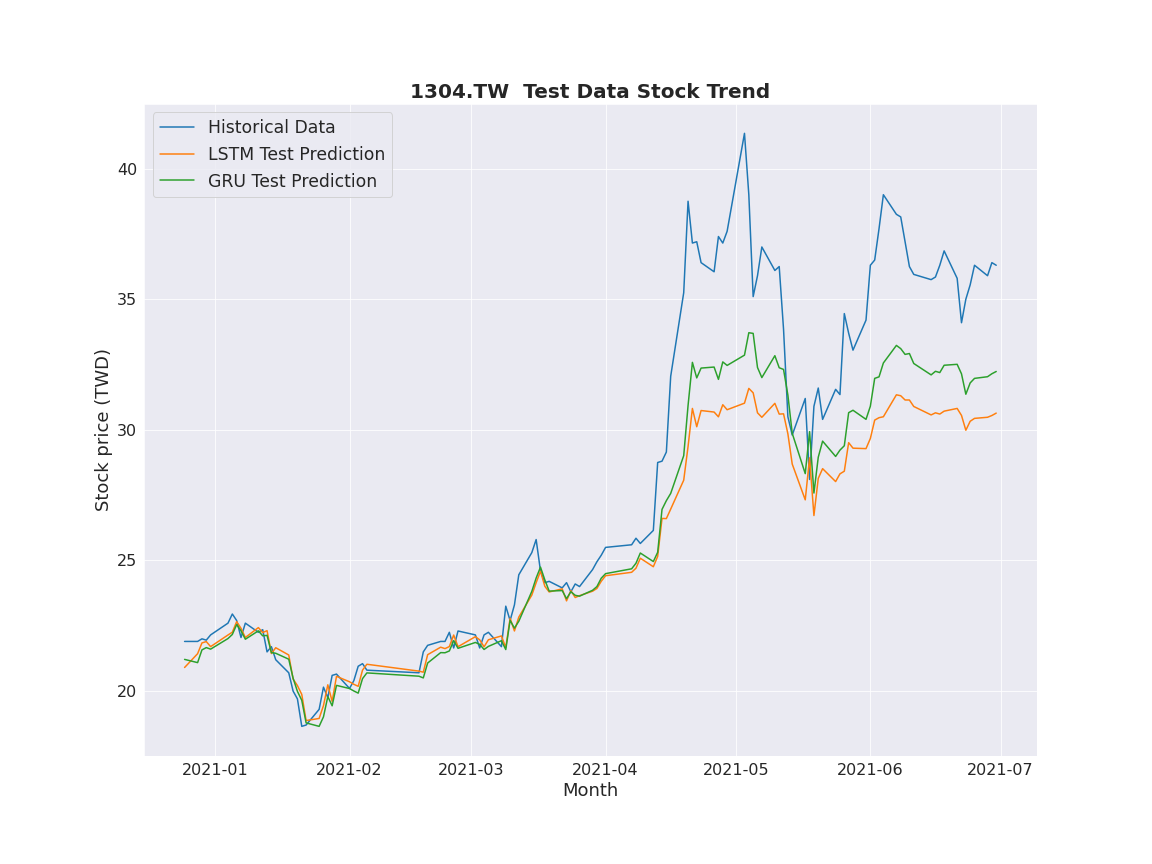 1304.TW  Test Data Stock Trend
Historical Data
LSTM Test Prediction
GRU Test Prediction
Stock price (TWD)
40
35
30
25
20
2021-01
2021-02
2021-03
2021-04
2021-05
2021-06
2021-07
Month